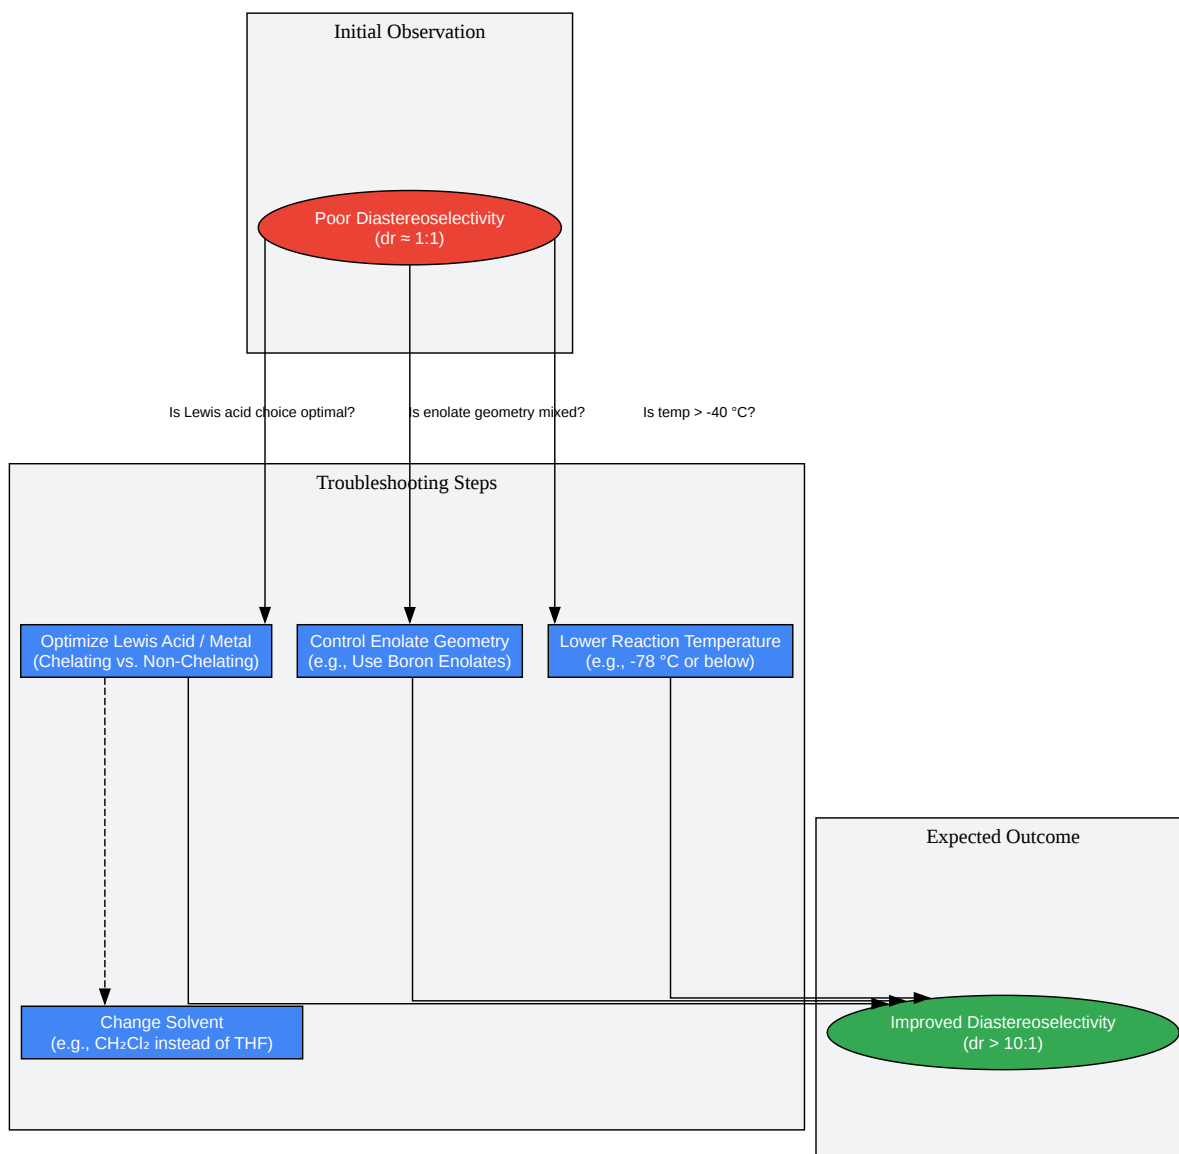 Initial Observation
Poor Diastereoselectivity
(dr ≈ 1:1)
Is Lewis acid choice optimal?
Is enolate geometry mixed?
Is temp > -40 °C?
Troubleshooting Steps
Optimize Lewis Acid / Metal
(Chelating vs. Non-Chelating)
Control Enolate Geometry
(e.g., Use Boron Enolates)
Lower Reaction Temperature
(e.g., -78 °C or below)
Expected Outcome
Change Solvent
(e.g., CH₂Cl₂ instead of THF)
Improved Diastereoselectivity
(dr > 10:1)